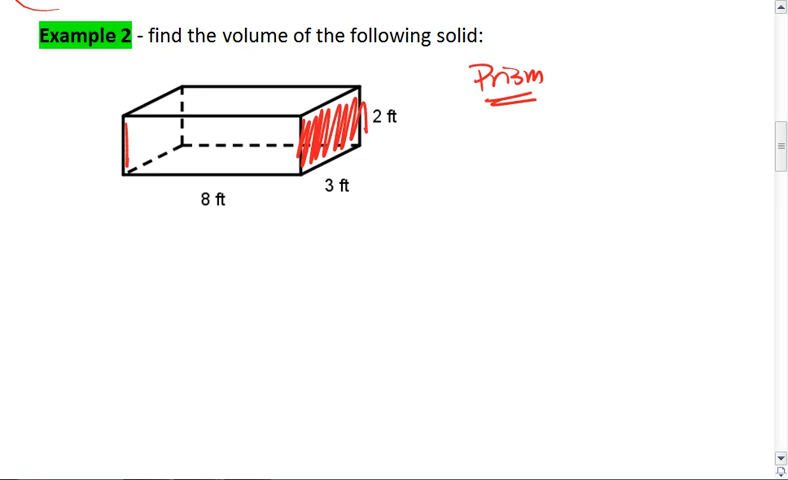 Example 2 - find the volume of the following solid:
Prism
2 ft
3 ft
8 ft